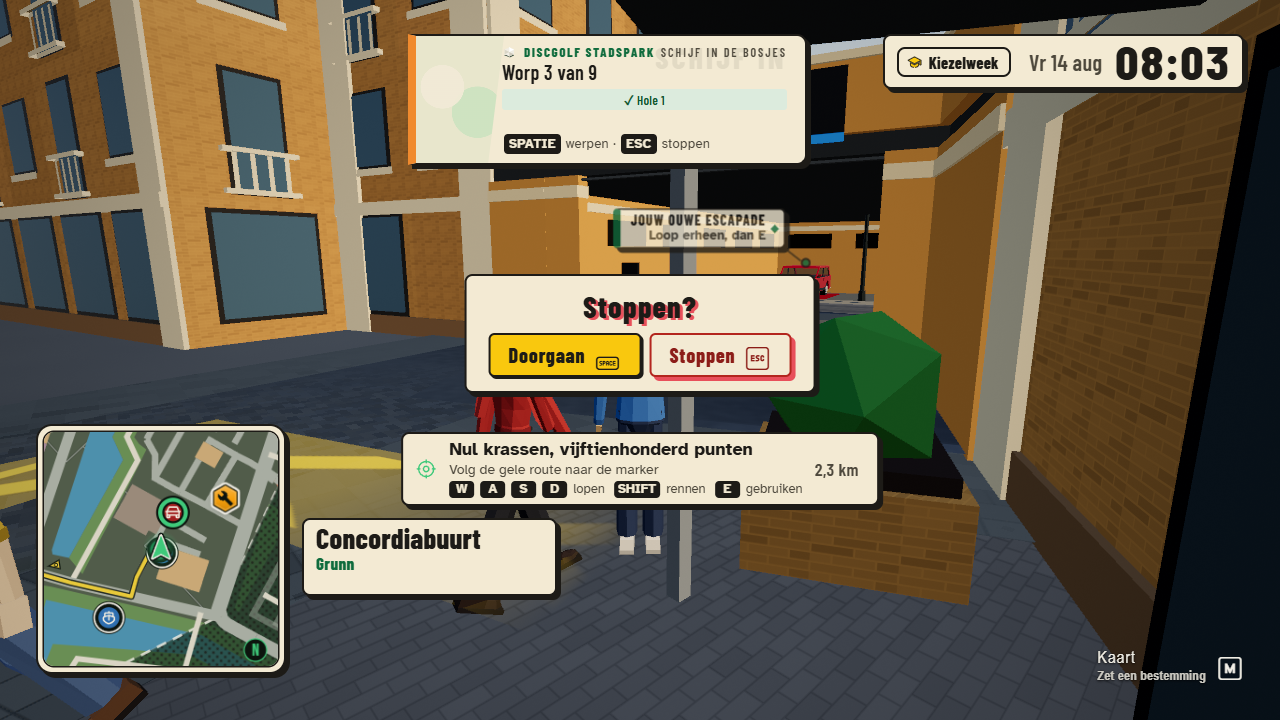 DISCGOLF STADSPARK SCHIJF IN DE BOSJES
SCHIJF IN
Worp 3 van 9
✓ Hole 1
SPATIE werpen · ESC stoppen
Kiezelweek Vr 14 aug 08:03
JOUW OUWE ESCAPADE
Loop erheen, dan E
Stoppen?
Doorgaan SPACE Stoppen ESC
Nul krassen, vijftienhonderd punten
Volg de gele route naar de marker
2,3 km
W A S D lopen SHIFT rennen E gebruiken
Concordiabuurt
Grunn
N
Kaart
Zet een bestemming
M